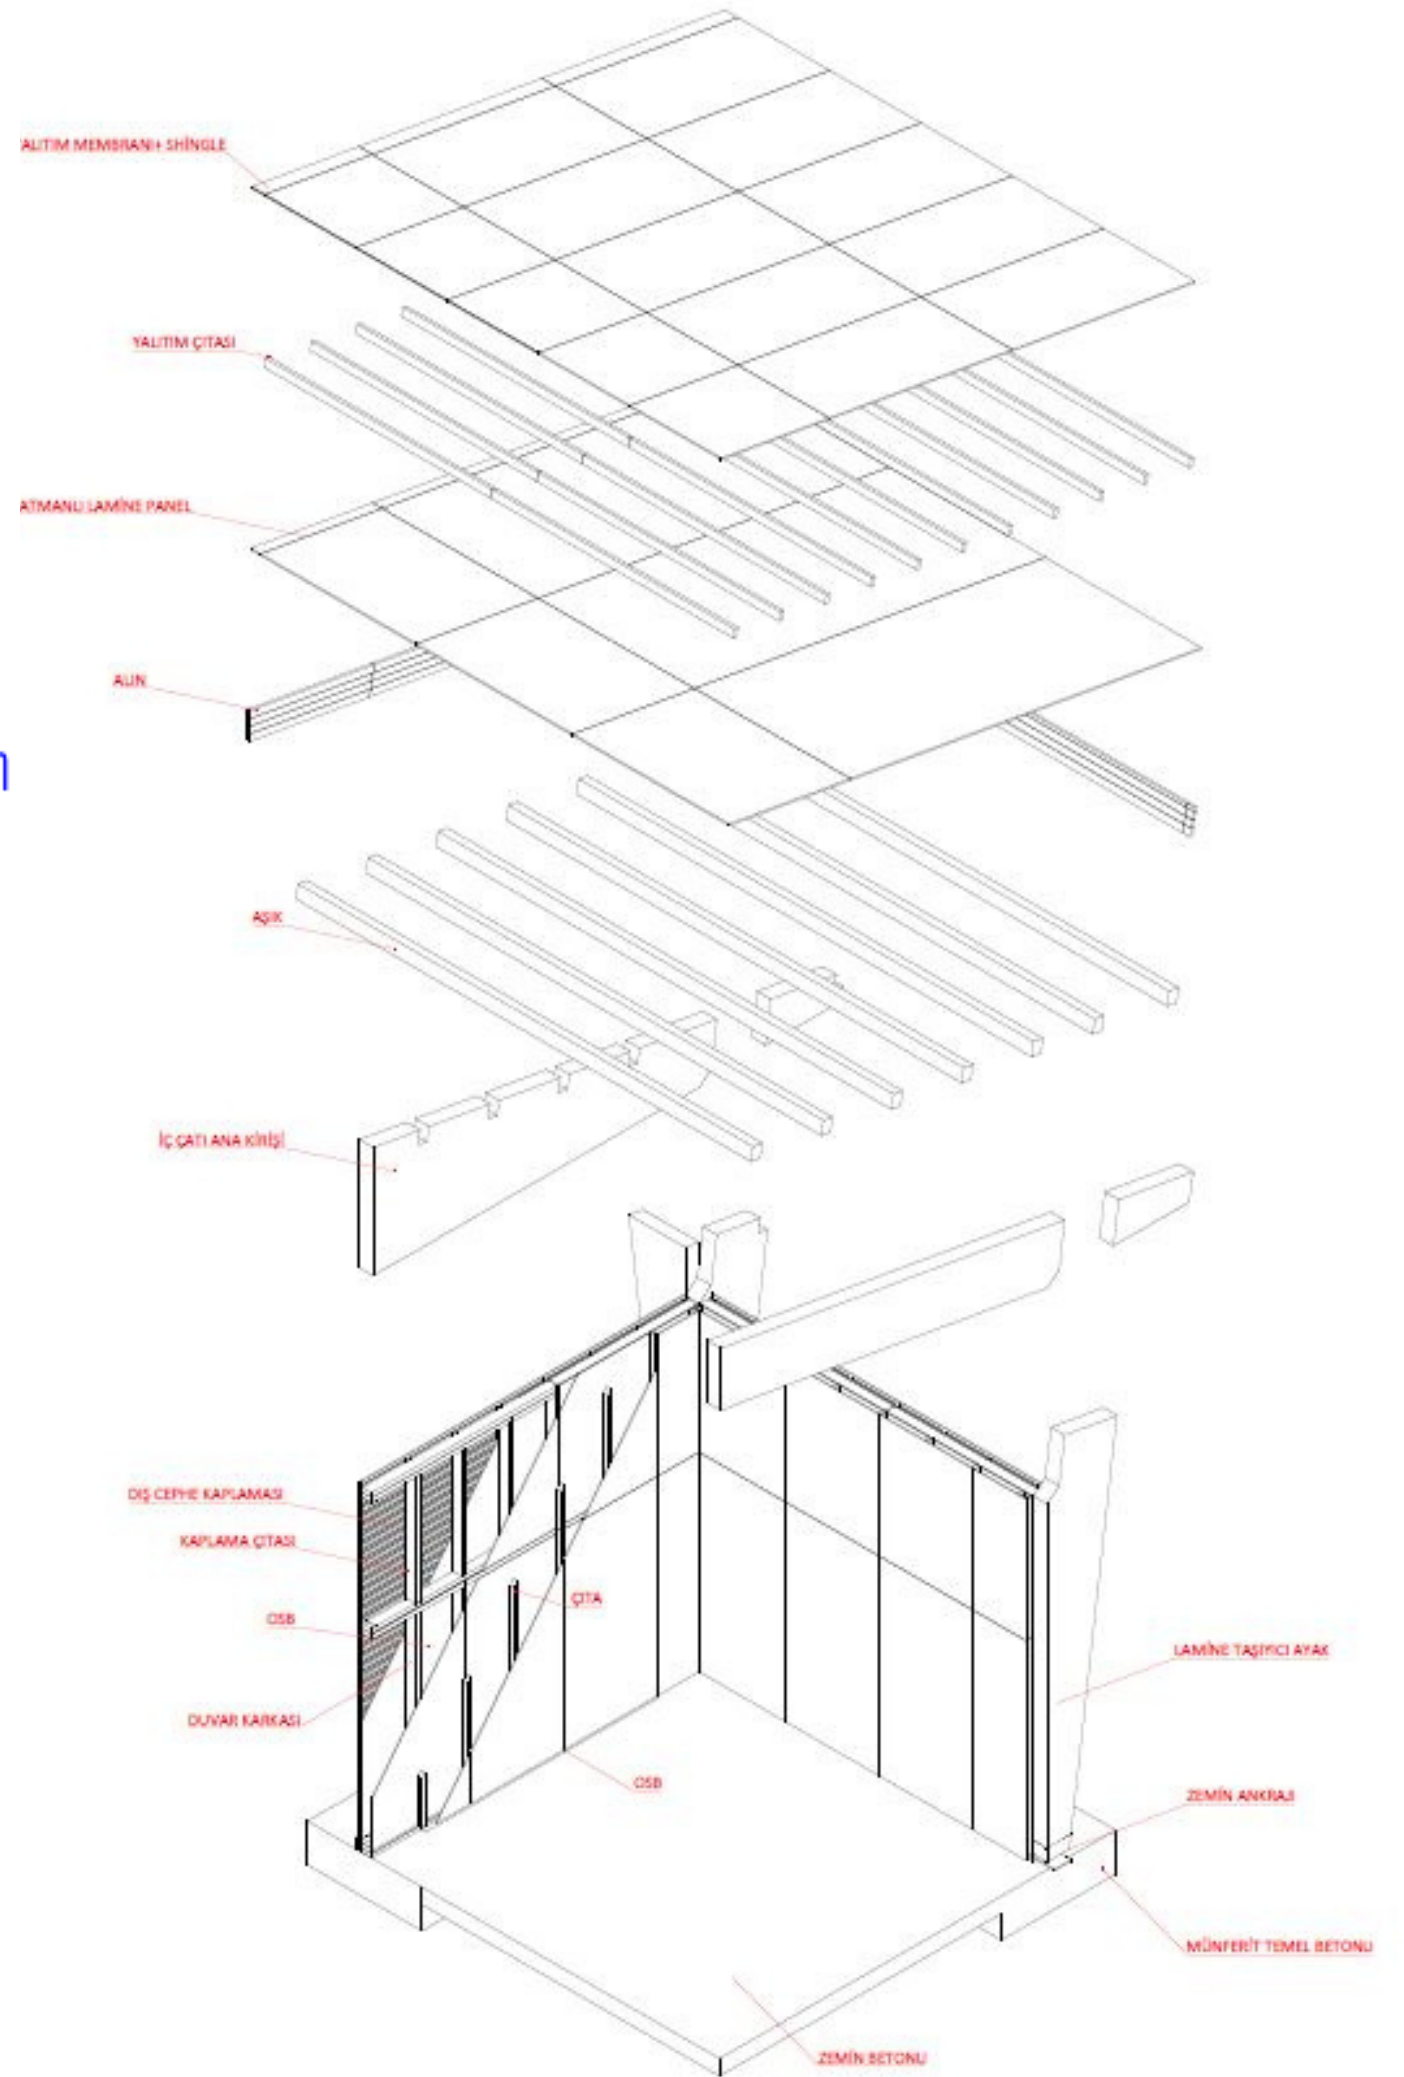 ALITIM MEMBRANI+ SHİNGLE
YALITIM ÇITASI
ATMANLI LAMİNE PANEL
ALIN
n
AŞIK
İÇ ÇATI ANA KİRİŞİ
DIŞ CEPHE KAPLAMASI
KAPLAMA ÇITASI
ÇITA
OSB
LAMİNE TAŞIYICI AYAK
DUVAR KARKASI
OSB
ZEMİN ANKRAJI
MÜNFERİT TEMEL BETONU
ZEMİN BETONU